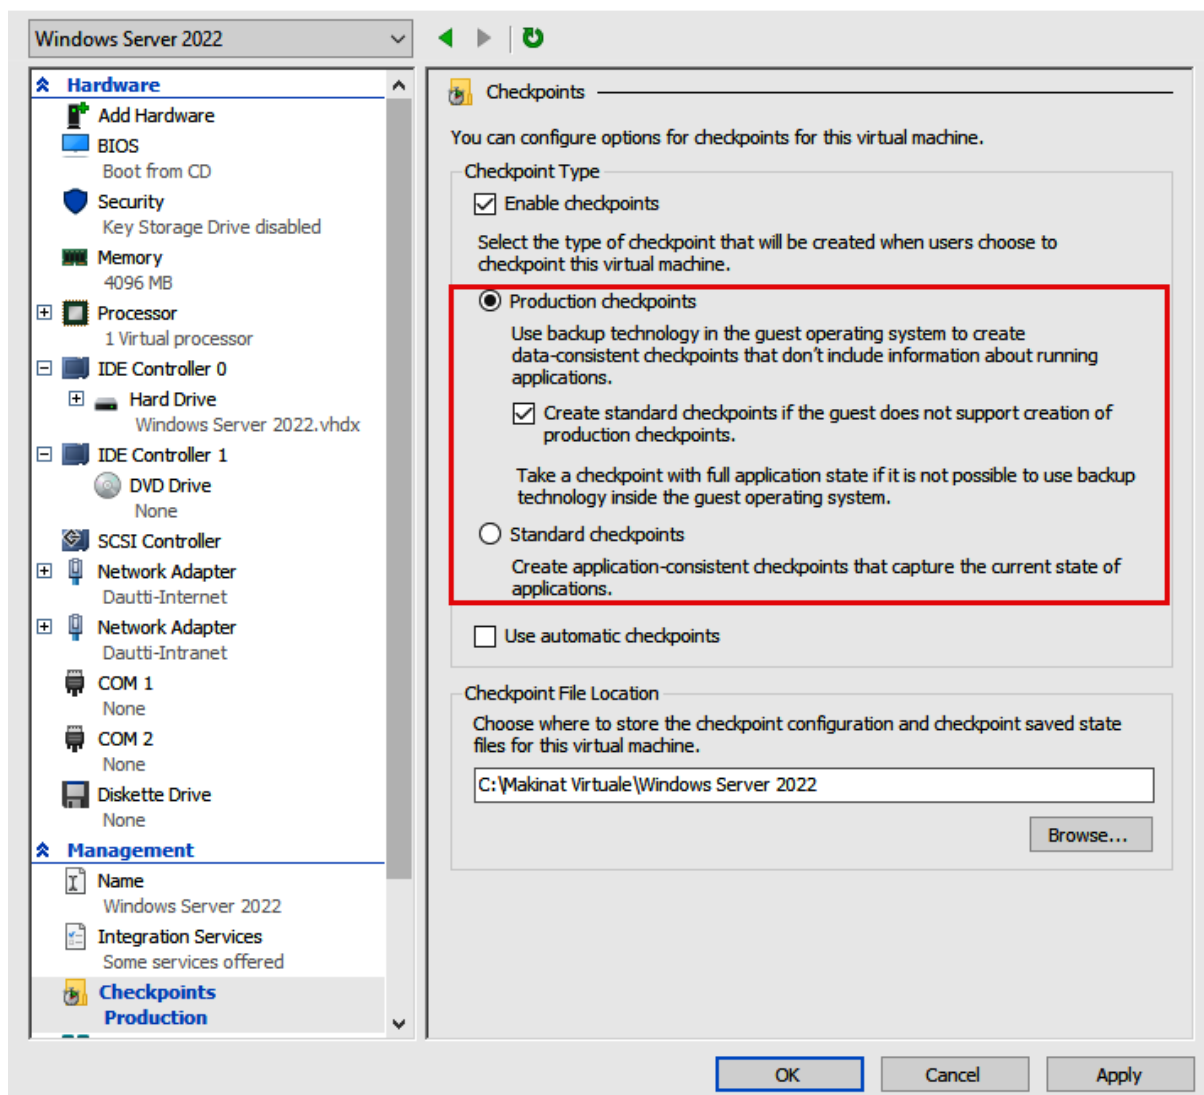 Windows Server 2022
Hardware
Add Hardware
BIOS
Boot from CD
Security
Key Storage Drive disabled
Memory
4096 MB
Processor
1 Virtual processor
IDE Controller 0
Hard Drive
Windows Server 2022.vhdx
IDE Controller 1
DVD Drive
None
SCSI Controller
Network Adapter
Dautti-Internet
Network Adapter
Dautti-Intranet
COM 1
None
COM 2
None
Diskette Drive
None
Management
Name
Windows Server 2022
Integration Services
Some services offered
Checkpoints
Production
Checkpoints
You can configure options for checkpoints for this virtual machine.
Checkpoint Type
Enable checkpoints
Select the type of checkpoint that will be created when users choose to
checkpoint this virtual machine.
Production checkpoints
Use backup technology in the guest operating system to create
data-consistent checkpoints that don't include information about running
applications.
Create standard checkpoints if the guest does not support creation of
production checkpoints.
Take a checkpoint with full application state if it is not possible to use backup
technology inside the guest operating system.
Standard checkpoints
Create application-consistent checkpoints that capture the current state of
applications.
Use automatic checkpoints
Checkpoint File Location
Choose where to store the checkpoint configuration and checkpoint saved state
files for this virtual machine.
C:\Makinat Virtuale\Windows Server 2022
Browse...
OK
Cancel
Apply